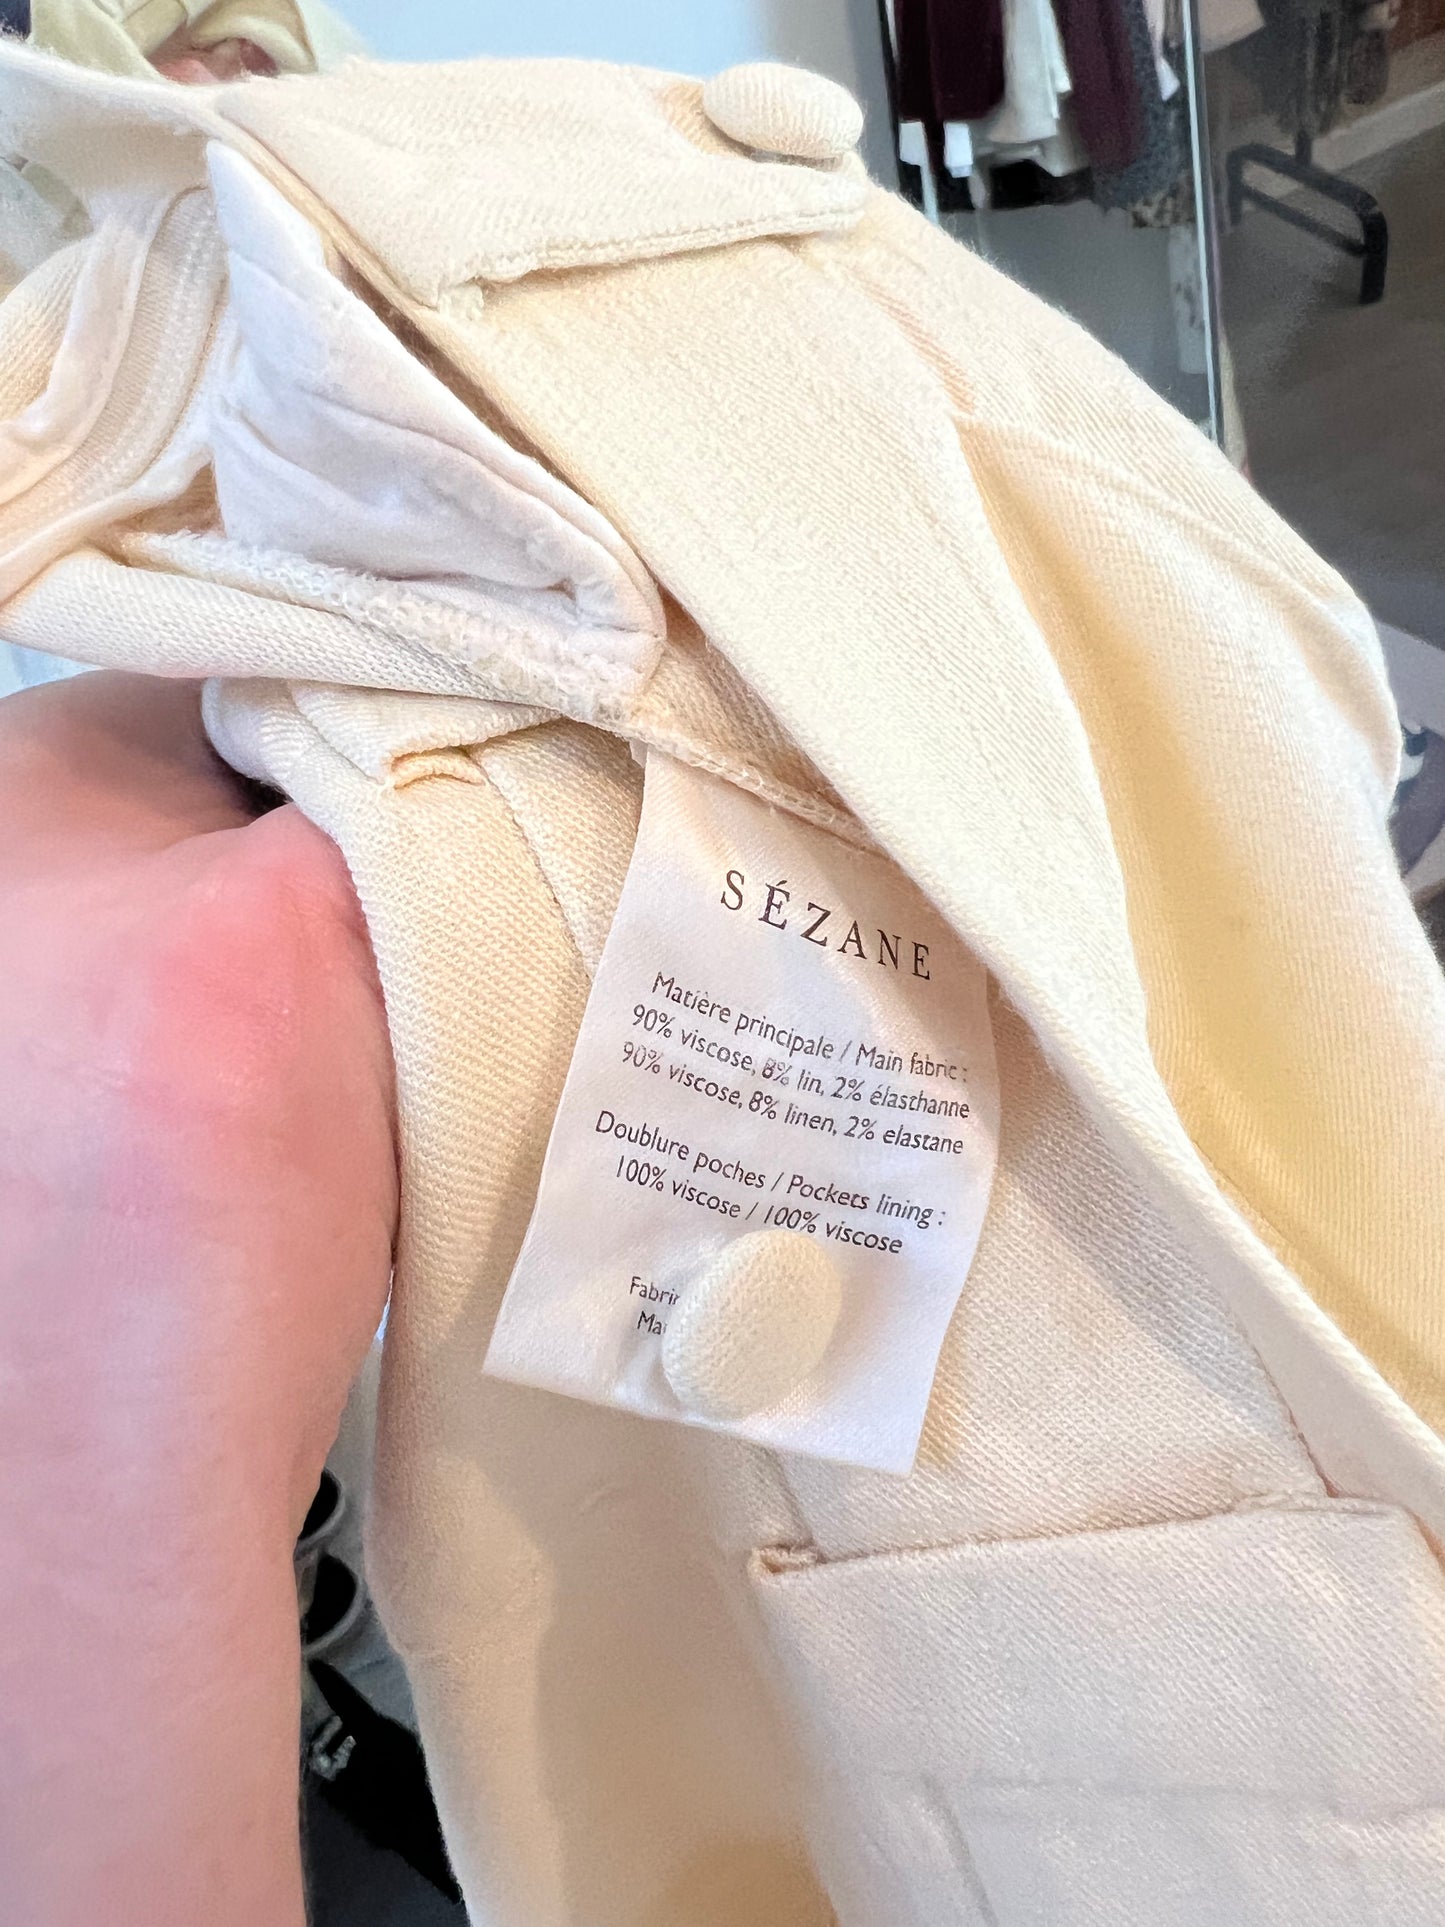 SÉZANE
Matière principale / Main fabric :
90% viscose, 8% lin, 2% élasthanne
90% viscose, 8% linen, 2% elastane
Doublure poches / Pockets lining :
100% viscose / 100% viscose